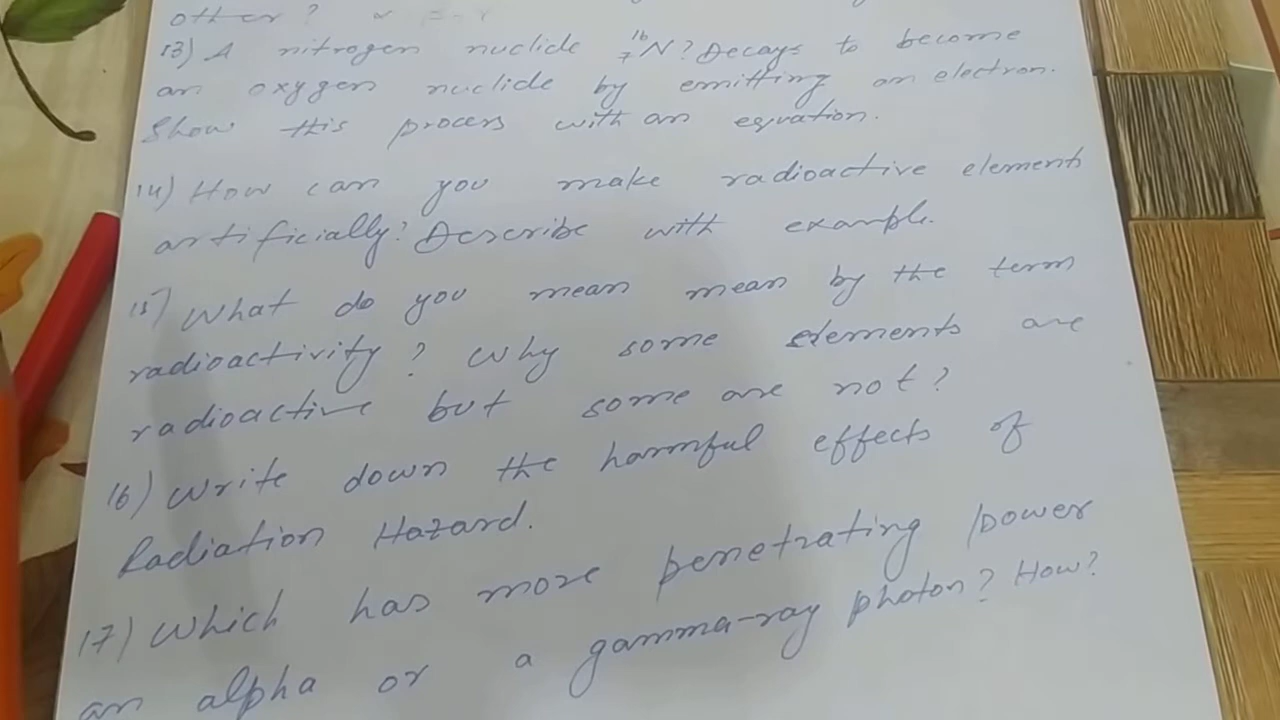 other?
13) A nitrogen nuclide ¹⁶₇N? Decays to become
an oxygen nuclide by emitting an electron.
Show this process with an equation.
14) How can you make radioactive elements
artificially? Describe with example.
15) What do you mean mean by the term
radioactivity? Why some elements are
radioactive but some are not?
16) Write down the harmful effects of
Radiation Hazard.
17) Which has more penetrating power
an alpha or a gamma-ray photon? How?